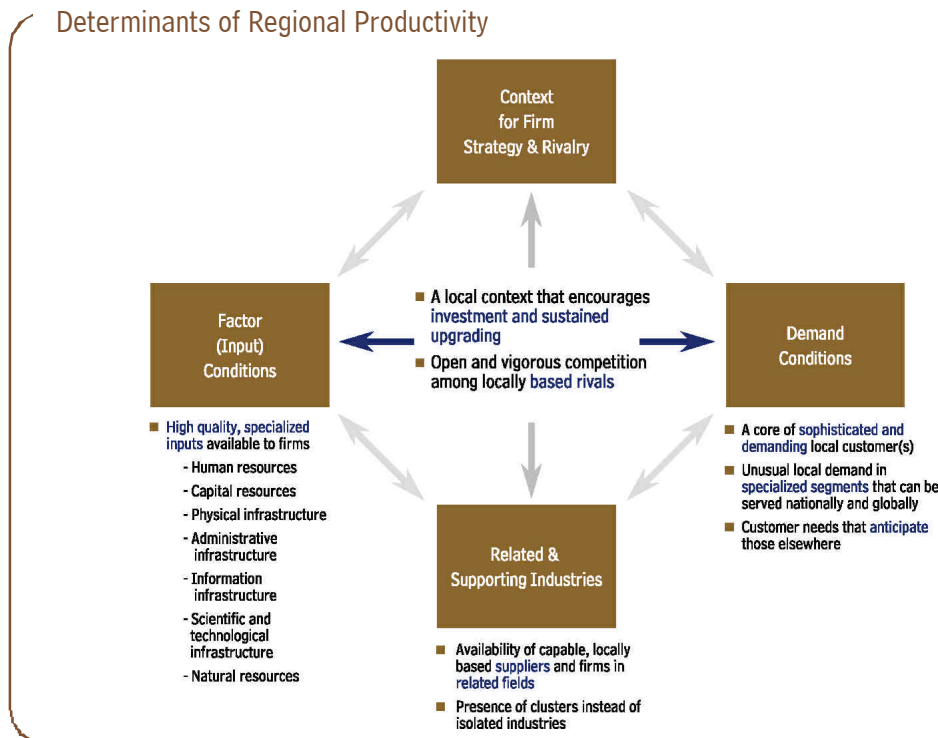 Determinants of Regional Productivity
Context
for Firm
Strategy & Rivalry
■ A local context that encourages
investment and sustained
upgrading
■ Open and vigorous competition
among locally based rivals
Factor
(Input)
Conditions
■ High quality, specialized
inputs available to firms
- Human resources
- Capital resources
- Physical infrastructure
- Administrative
infrastructure
- Information
infrastructure
- Scientific and
technological
infrastructure
- Natural resources
Demand
Conditions
■ A core of sophisticated and
demanding local customer(s)
■ Unusual local demand in
specialized segments that can be
served nationally and globally
■ Customer needs that anticipate
those elsewhere
Related &
Supporting Industries
■ Availability of capable, locally
based suppliers and firms in
related fields
■ Presence of clusters instead of
isolated industries